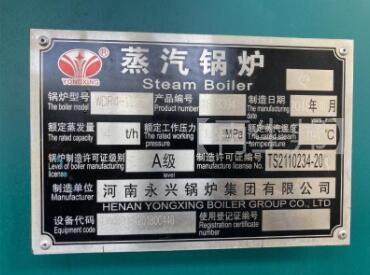 YONGXING
蒸汽锅炉
Steam Boiler
锅炉型号 The boiler model 产品编号 Product number 制造日期 The date of manufacture 年 月
额定蒸发量 The rated capacity 4 t/h 额定工作压力 The rated working pressure MPa 额定蒸汽温度 The rated steam temperature ℃
锅炉制造许可证级别 Level of boiler manufacturing license A级 level 制造许可证编号 manufacturing license TS2110234-20
制造单位 Manufacturer 河南永兴锅炉集团有限公司
HENAN YONGXING BOILER GROUP CO., LTD
设备代码 Equipment code 使用登记证编号 Registration certificate number